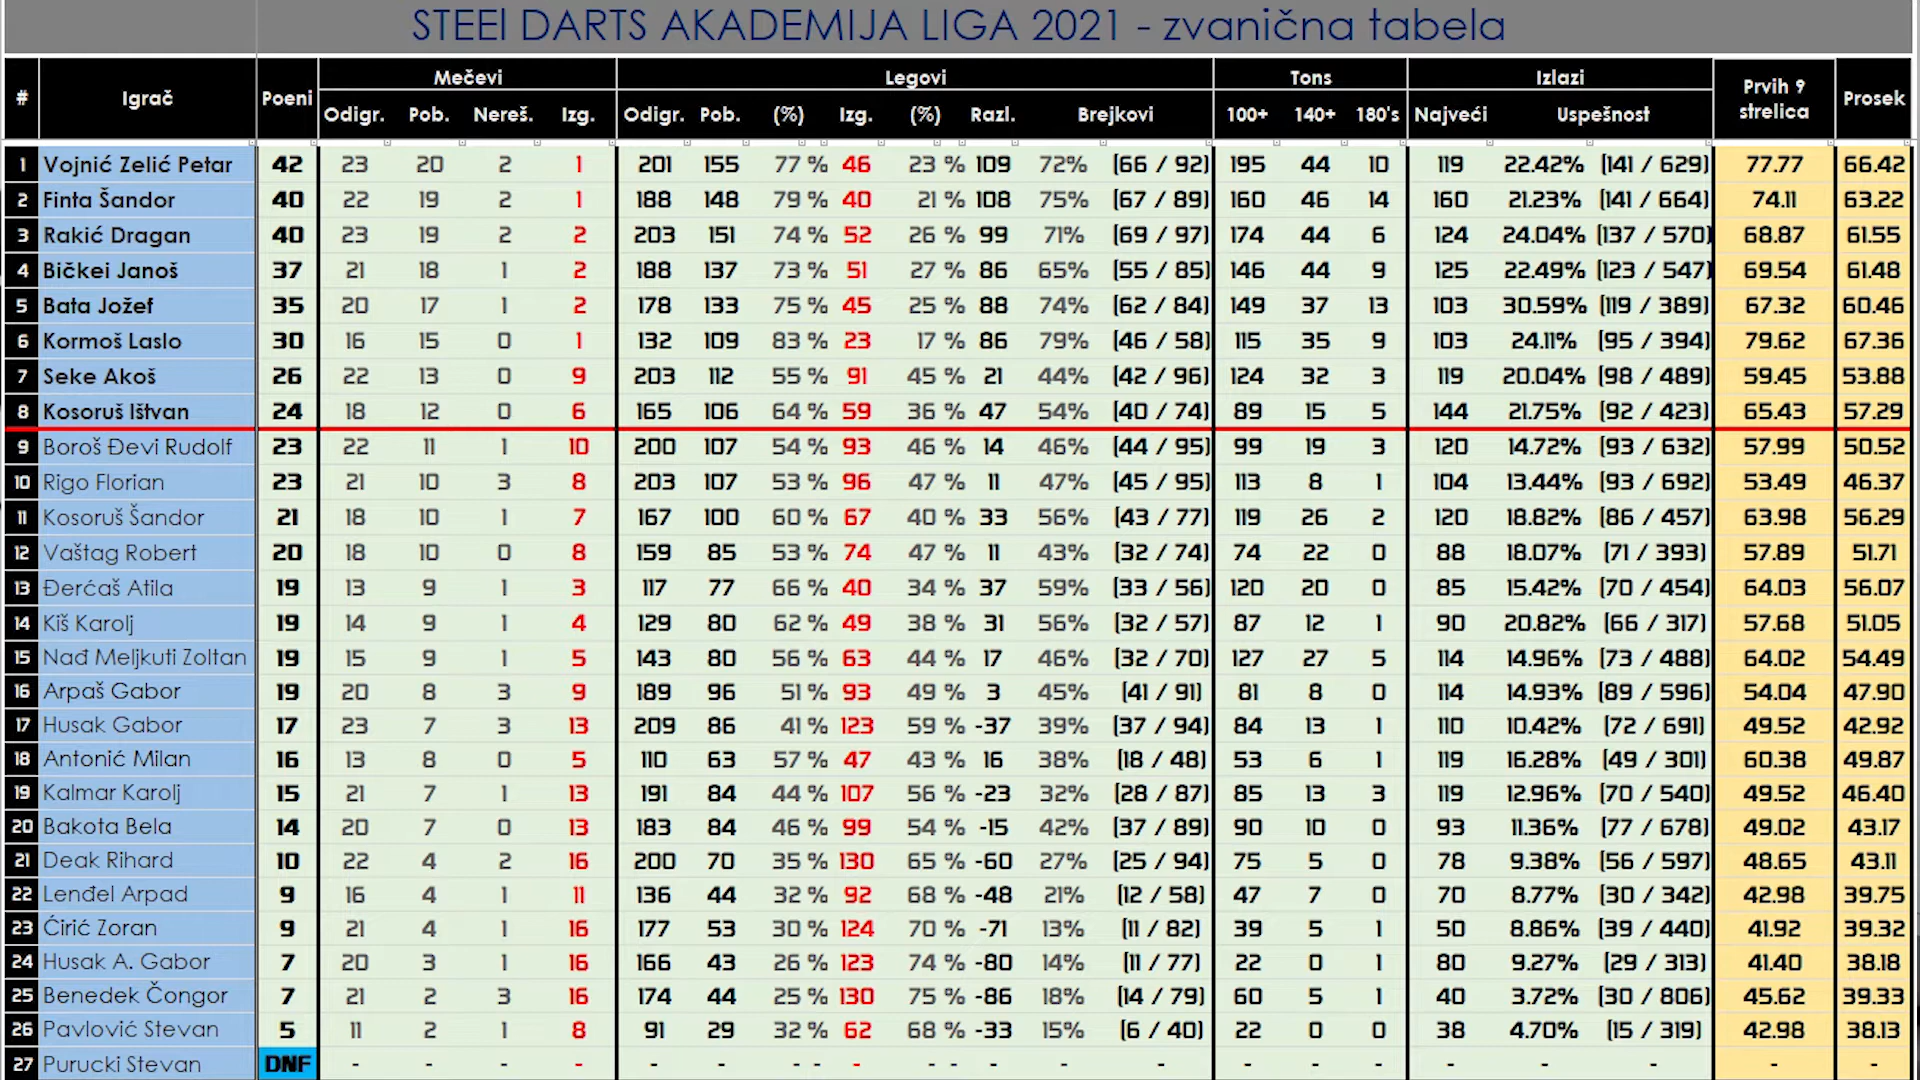 STEEl DARTS AKADEMIJA LIGA 2021 - zvanična tabela
# Igrač Poeni Mečevi Legovi Tons Izlazi Prvih 9 strelica Prosek
Odigr. Pob. Nereš. Izg. Odigr. Pob. (%) Izg. (%) Razl. Brejkovi 100+ 140+ 180's Najveći Uspešnost
1 Vojnić Zelić Petar 42 23 20 2 1 201 155 77 % 46 23 % 109 72% (66 / 92) 195 44 10 119 22.42% (141 / 629) 77.77 66.42
2 Finta Šandor 40 22 19 2 1 188 148 79 % 40 21 % 108 75% (67 / 89) 160 46 14 160 21.23% (141 / 664) 74.11 63.22
3 Rakić Dragan 40 23 19 2 2 203 151 74 % 52 26 % 99 71% (69 / 97) 174 44 6 124 24.04% (137 / 570) 68.87 61.55
4 Bičkei Janoš 37 21 18 1 2 188 137 73 % 51 27 % 86 65% (55 / 85) 146 44 9 125 22.49% (123 / 547) 69.54 61.48
5 Bata Jožef 35 20 17 1 2 178 133 75 % 45 25 % 88 74% (62 / 84) 149 37 13 103 30.59% (119 / 389) 67.32 60.46
6 Kormoš Laslo 30 16 15 0 1 132 109 83 % 23 17 % 86 79% (46 / 58) 115 35 9 103 24.11% (95 / 394) 79.62 67.36
7 Seke Akoš 26 22 13 0 9 203 112 55 % 91 45 % 21 44% (42 / 96) 124 32 3 119 20.04% (98 / 489) 59.45 53.88
8 Kosoruš Ištvan 24 18 12 0 6 165 106 64 % 59 36 % 47 54% (40 / 74) 89 15 5 144 21.75% (92 / 423) 65.43 57.29
9 Boroš Đevi Rudolf 23 22 11 1 10 200 107 54 % 93 46 % 14 46% (44 / 95) 99 19 3 120 14.72% (93 / 632) 57.99 50.52
10 Rigo Florian 23 21 10 3 8 203 107 53 % 96 47 % 11 47% (45 / 95) 113 8 1 104 13.44% (93 / 692) 53.49 46.37
11 Kosoruš Šandor 21 18 10 1 7 167 100 60 % 67 40 % 33 56% (43 / 77) 119 26 2 120 18.82% (86 / 457) 63.98 56.29
12 Vaštag Robert 20 18 10 0 8 159 85 53 % 74 47 % 11 43% (32 / 74) 74 22 0 88 18.07% (71 / 393) 57.89 51.71
13 Đerćaš Atila 19 13 9 1 3 117 77 66 % 40 34 % 37 59% (33 / 56) 120 20 0 85 15.42% (70 / 454) 64.03 56.07
14 Kiš Karolj 19 14 9 1 4 129 80 62 % 49 38 % 31 56% (32 / 57) 87 12 1 90 20.82% (66 / 317) 57.68 51.05
15 Nađ Meljkuti Zoltan 19 15 9 1 5 143 80 56 % 63 44 % 17 46% (32 / 70) 127 27 5 114 14.96% (73 / 488) 64.02 54.49
16 Arpaš Gabor 19 20 8 3 9 189 96 51 % 93 49 % 3 45% (41 / 91) 81 8 0 114 14.93% (89 / 596) 54.04 47.90
17 Husak Gabor 17 23 7 3 13 209 86 41 % 123 59 % -37 39% (37 / 94) 84 13 1 110 10.42% (72 / 691) 49.52 42.92
18 Antonić Milan 16 13 8 0 5 110 63 57 % 47 43 % 16 38% (18 / 48) 53 6 1 119 16.28% (49 / 301) 60.38 49.87
19 Kalmar Karolj 15 21 7 1 13 191 84 44 % 107 56 % -23 32% (28 / 87) 85 13 3 119 12.96% (70 / 540) 49.52 46.40
20 Bakota Bela 14 20 7 0 13 183 84 46 % 99 54 % -15 42% (37 / 89) 90 10 0 93 11.36% (77 / 678) 49.02 43.17
21 Deak Rihard 10 22 4 2 16 200 70 35 % 130 65 % -60 27% (25 / 94) 75 5 0 78 9.38% (56 / 597) 48.65 43.11
22 Lenđel Arpad 9 16 4 1 11 136 44 32 % 92 68 % -48 21% (12 / 58) 47 7 0 70 8.77% (30 / 342) 42.98 39.75
23 Ćirić Zoran 9 21 4 1 16 177 53 30 % 124 70 % -71 13% (11 / 82) 39 5 1 50 8.86% (39 / 440) 41.92 39.32
24 Husak A. Gabor 7 20 3 1 16 166 43 26 % 123 74 % -80 14% (11 / 77) 22 0 1 80 9.27% (29 / 313) 41.40 38.18
25 Benedek Čongor 7 21 2 3 16 174 44 25 % 130 75 % -86 18% (14 / 79) 60 5 1 40 3.72% (30 / 806) 45.62 39.33
26 Pavlović Stevan 5 11 2 1 8 91 29 32 % 62 68 % -33 15% (6 / 40) 22 0 0 38 4.70% (15 / 319) 42.98 38.13
27 Purucki Stevan DNF - - - - - - - - - - - - - - - - - - - - -